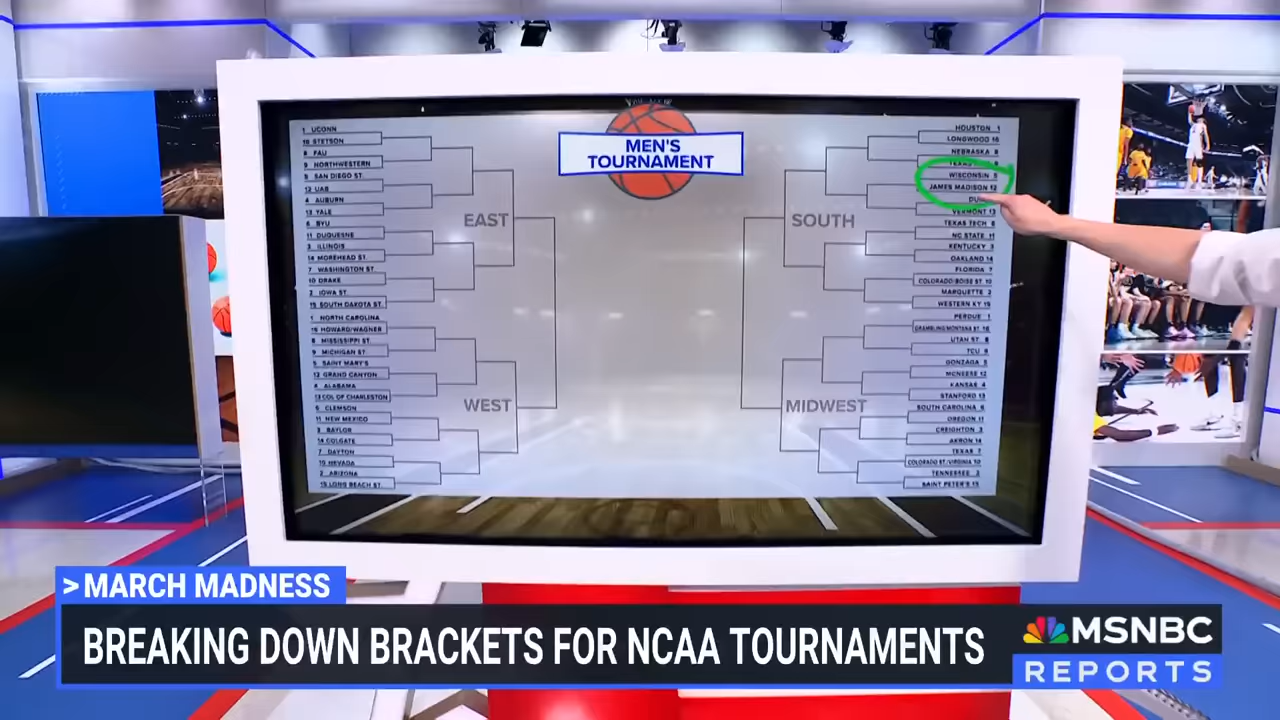 MEN'S
TOURNAMENT
1 UCONN
16 STETSON
8 FAU
9 NORTHWESTERN
5 SAN DIEGO ST.
12 UAB
4 AUBURN
13 YALE
6 BYU
11 DUQUESNE
3 ILLINOIS
14 MOREHEAD ST.
7 WASHINGTON ST.
10 DRAKE
2 IOWA ST.
15 SOUTH DAKOTA ST.
EAST
1 NORTH CAROLINA
16 HOWARD/WAGNER
8 MISSISSIPPI ST.
9 MICHIGAN ST.
5 SAINT MARY'S
12 GRAND CANYON
4 ALABAMA
13 COL OF CHARLESTON
6 CLEMSON
11 NEW MEXICO
3 BAYLOR
14 COLGATE
7 DAYTON
10 NEVADA
2 ARIZONA
15 LONG BEACH ST.
WEST
HOUSTON 1
LONGWOOD 16
NEBRASKA 8
TEXAS 9
WISCONSIN 5
JAMES MADISON 12
VERMONT 13
TEXAS TECH 6
NC STATE 11
KENTUCKY 3
OAKLAND 14
FLORIDA 7
COLORADO/BOISE ST. 10
MARQUETTE 2
WESTERN KY 15
SOUTH
PERDUE 1
GRAMBLING/MONTANA ST. 16
UTAH ST. 8
TCU 9
GONZAGA 5
MCNEESE 12
KANSAS 4
STANFORD 13
SOUTH CAROLINA 6
OREGON 11
CREIGHTON 3
AKRON 14
TEXAS 7
COLORADO ST./VIRGINIA 10
TENNESSEE 2
SAINT PETER'S 15
MIDWEST
> MARCH MADNESS
BREAKING DOWN BRACKETS FOR NCAA TOURNAMENTS
MSNBC
REPORTS